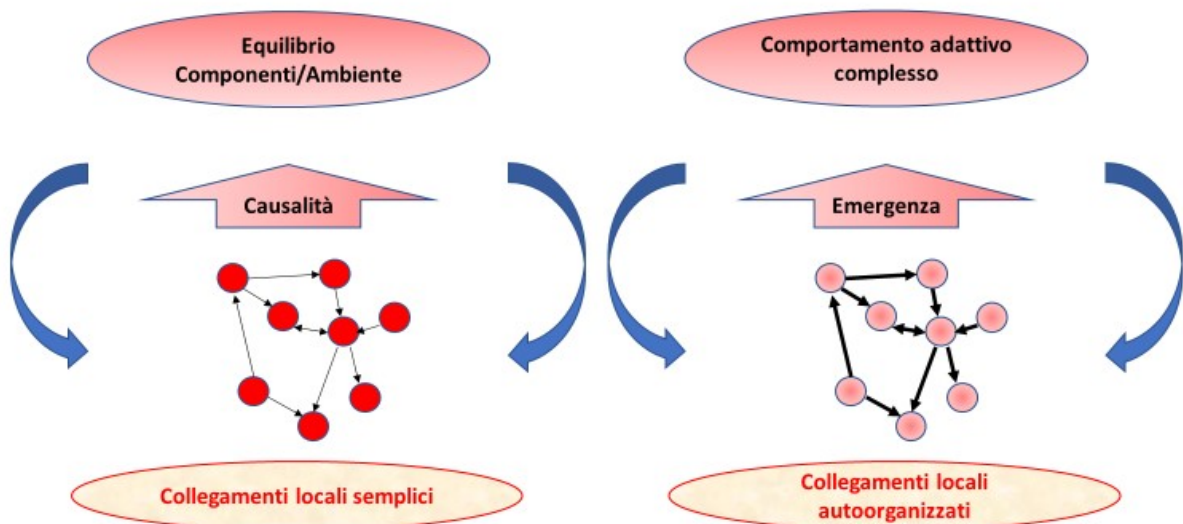 Equilibrio
Componenti/Ambiente
Comportamento adattivo
complesso
Causalità
Emergenza
Collegamenti locali semplici
Collegamenti locali
autoorganizzati